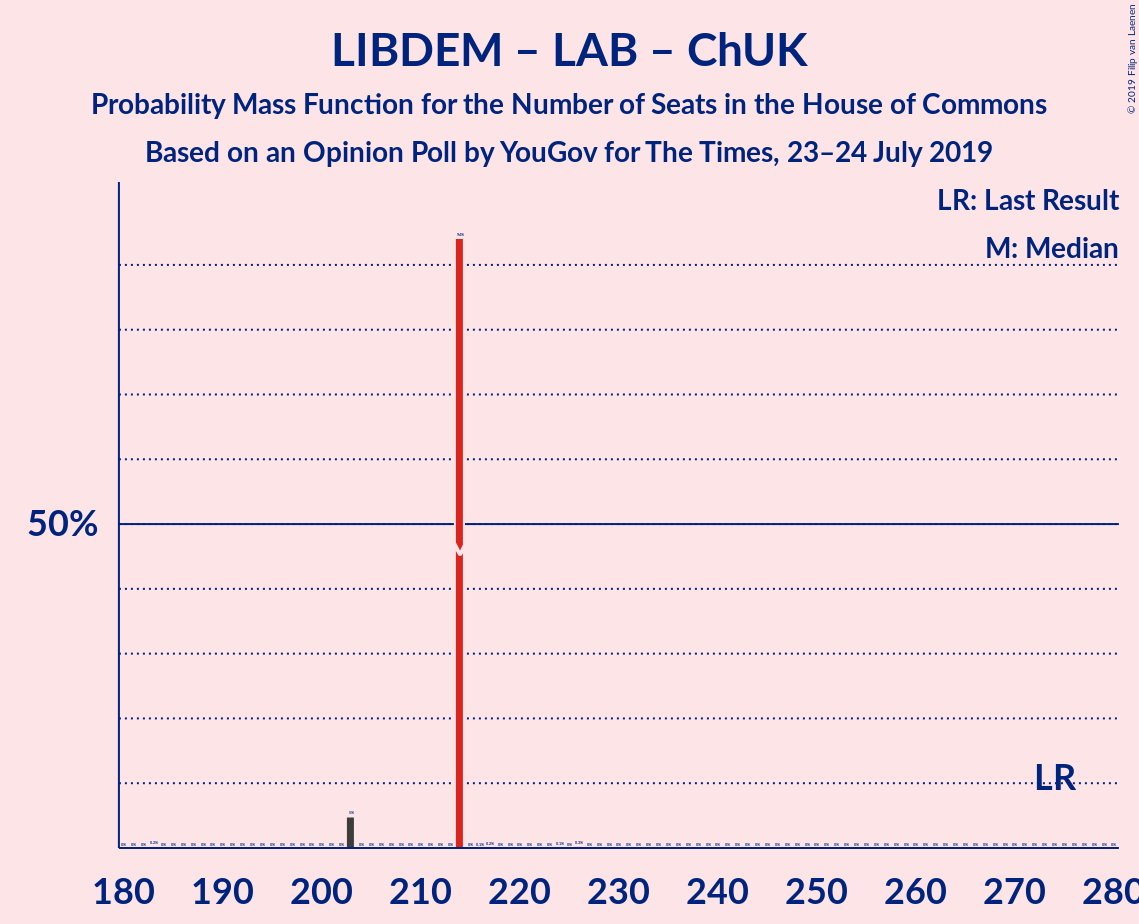 LIBDEM – LAB – ChUK
Probability Mass Function for the Number of Seats in the House of Commons
Based on an Opinion Poll by YouGov for The Times, 23–24 July 2019
© 2019 Filip van Laenen
LR: Last Result
M: Median
94%
50%
M
LR
180 190 200 210 220 230 240 250 260 270 280